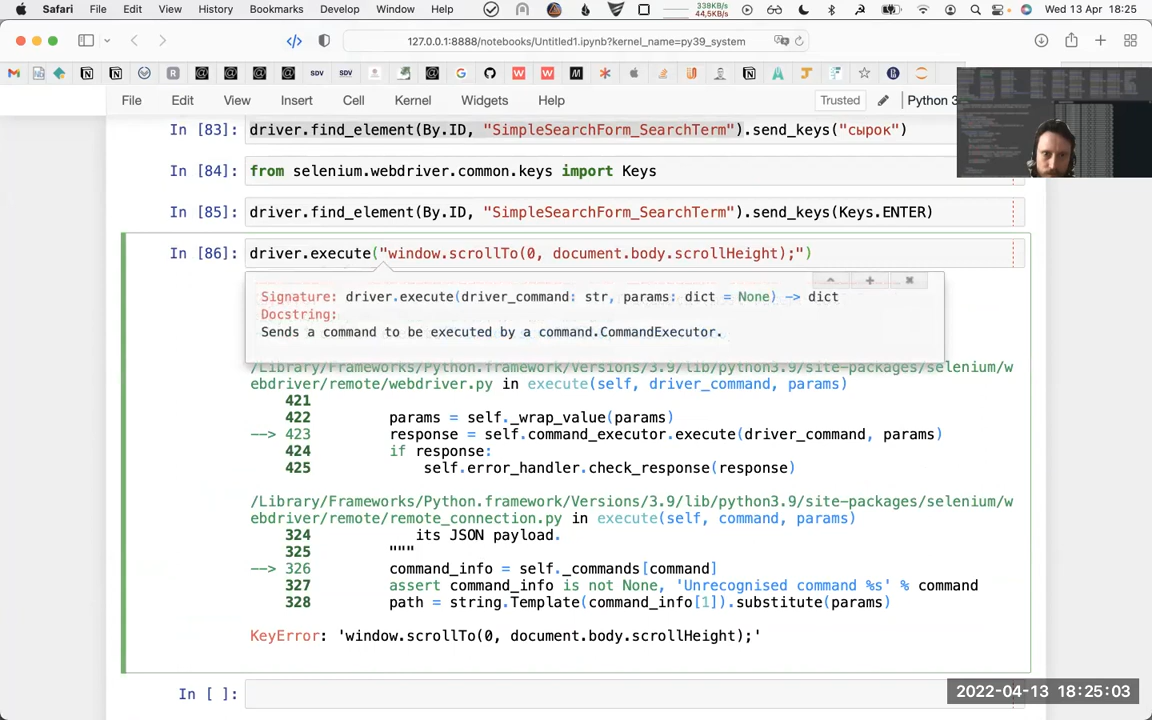 Safari File Edit View History Bookmarks Develop Window Help 338KB/s 44,5KB/s Wed 13 Apr 18:25
127.0.0.1:8888/notebooks/Untitled1.ipynb?kernel_name=py39_system
SDV SDV
File Edit View Insert Cell Kernel Widgets Help Trusted Python 3
In [83]: driver.find_element(By.ID, "SimpleSearchForm_SearchTerm").send_keys("сырок")
In [84]: from selenium.webdriver.common.keys import Keys
In [85]: driver.find_element(By.ID, "SimpleSearchForm_SearchTerm").send_keys(Keys.ENTER)
In [86]: driver.execute("window.scrollTo(0, document.body.scrollHeight);")
Signature: driver.execute(driver_command: str, params: dict = None) -> dict
Docstring:
Sends a command to be executed by a command.CommandExecutor.
/Library/Frameworks/Python.framework/Versions/3.9/lib/python3.9/site-packages/selenium/w
ebdriver/remote/webdriver.py in execute(self, driver_command, params)
421
422 params = self._wrap_value(params)
--> 423 response = self.command_executor.execute(driver_command, params)
424 if response:
425 self.error_handler.check_response(response)
/Library/Frameworks/Python.framework/Versions/3.9/lib/python3.9/site-packages/selenium/w
ebdriver/remote/remote_connection.py in execute(self, command, params)
324 its JSON payload.
325 """
--> 326 command_info = self._commands[command]
327 assert command_info is not None, 'Unrecognised command %s' % command
328 path = string.Template(command_info[1]).substitute(params)
KeyError: 'window.scrollTo(0, document.body.scrollHeight);'
In [ ]:
2022-04-13 18:25:03